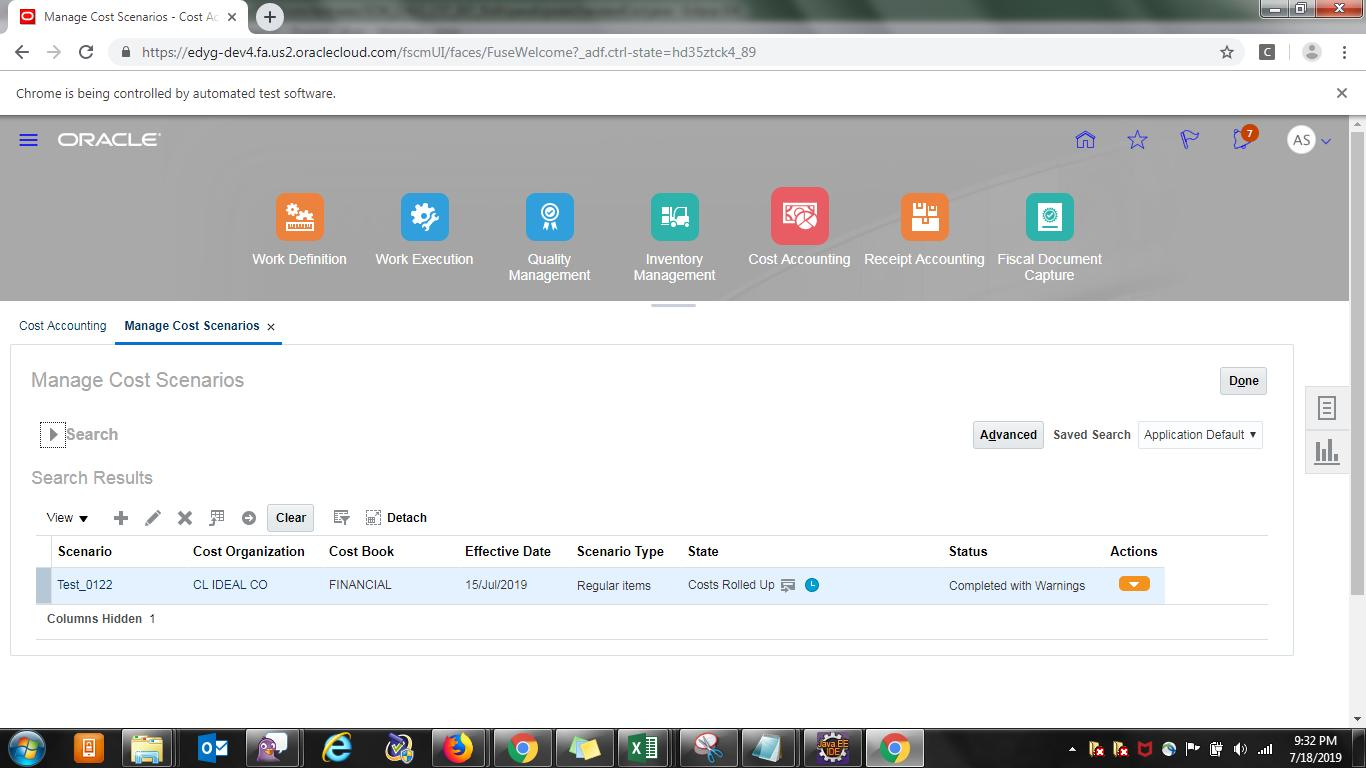 Manage Cost Scenarios - Cost Ac
https://edyg-dev4.fa.us2.oraclecloud.com/fscmUI/faces/FuseWelcome?_adf.ctrl-state=hd35ztck4_89
C
Chrome is being controlled by automated test software.
ORACLE
7
AS
Work Definition
Work Execution
Quality Management
Inventory Management
Cost Accounting
Receipt Accounting
Fiscal Document Capture
Cost Accounting
Manage Cost Scenarios
Manage Cost Scenarios
Done
Search
Advanced Saved Search Application Default
Search Results
View Clear Detach
Scenario Cost Organization Cost Book Effective Date Scenario Type State Status Actions
Test_0122 CL IDEAL CO FINANCIAL 15/Jul/2019 Regular items Costs Rolled Up Completed with Warnings
Columns Hidden 1
Java EE
IDE
9:32 PM
7/18/2019